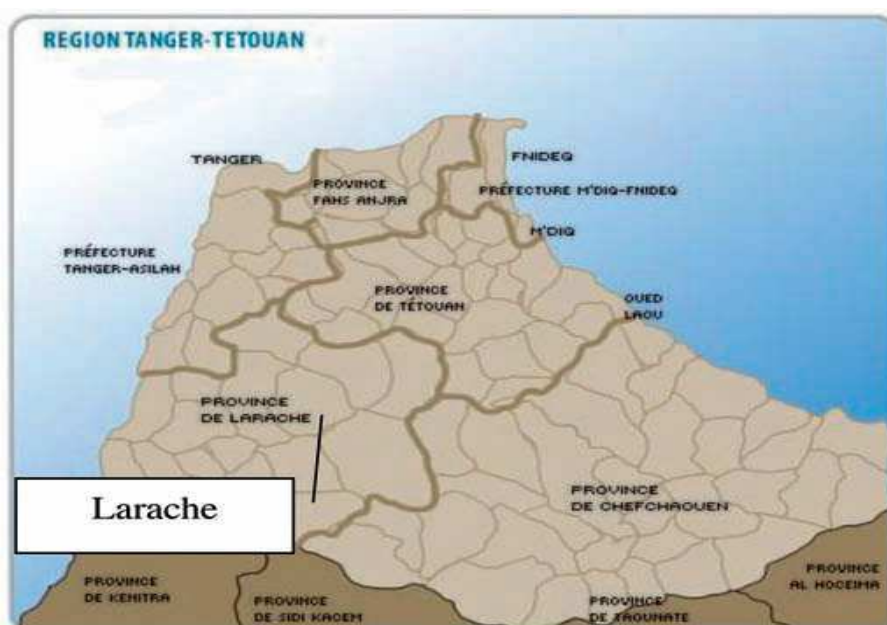 REGION TANGER-TETOUAN
TANGER
FNIDEQ
PROVINCE
FAHS ANJRA
PRÉFECTURE M'DIQ-FNIDEQ
M'DIQ
PRÉFECTURE
TANGER-ASILAH
PROVINCE
DE TÉTOUAN
OUED
LAOU
PROVINCE
DE LARACHE
Larache
PROVINCE
DE CHEFCHAOUEN
PROVINCE
DE KENITRA
PROVINCE
DE SIDI KACEM
PROVINCE
DE TAOUNATE
PROVINCE
AL HOCEIMA